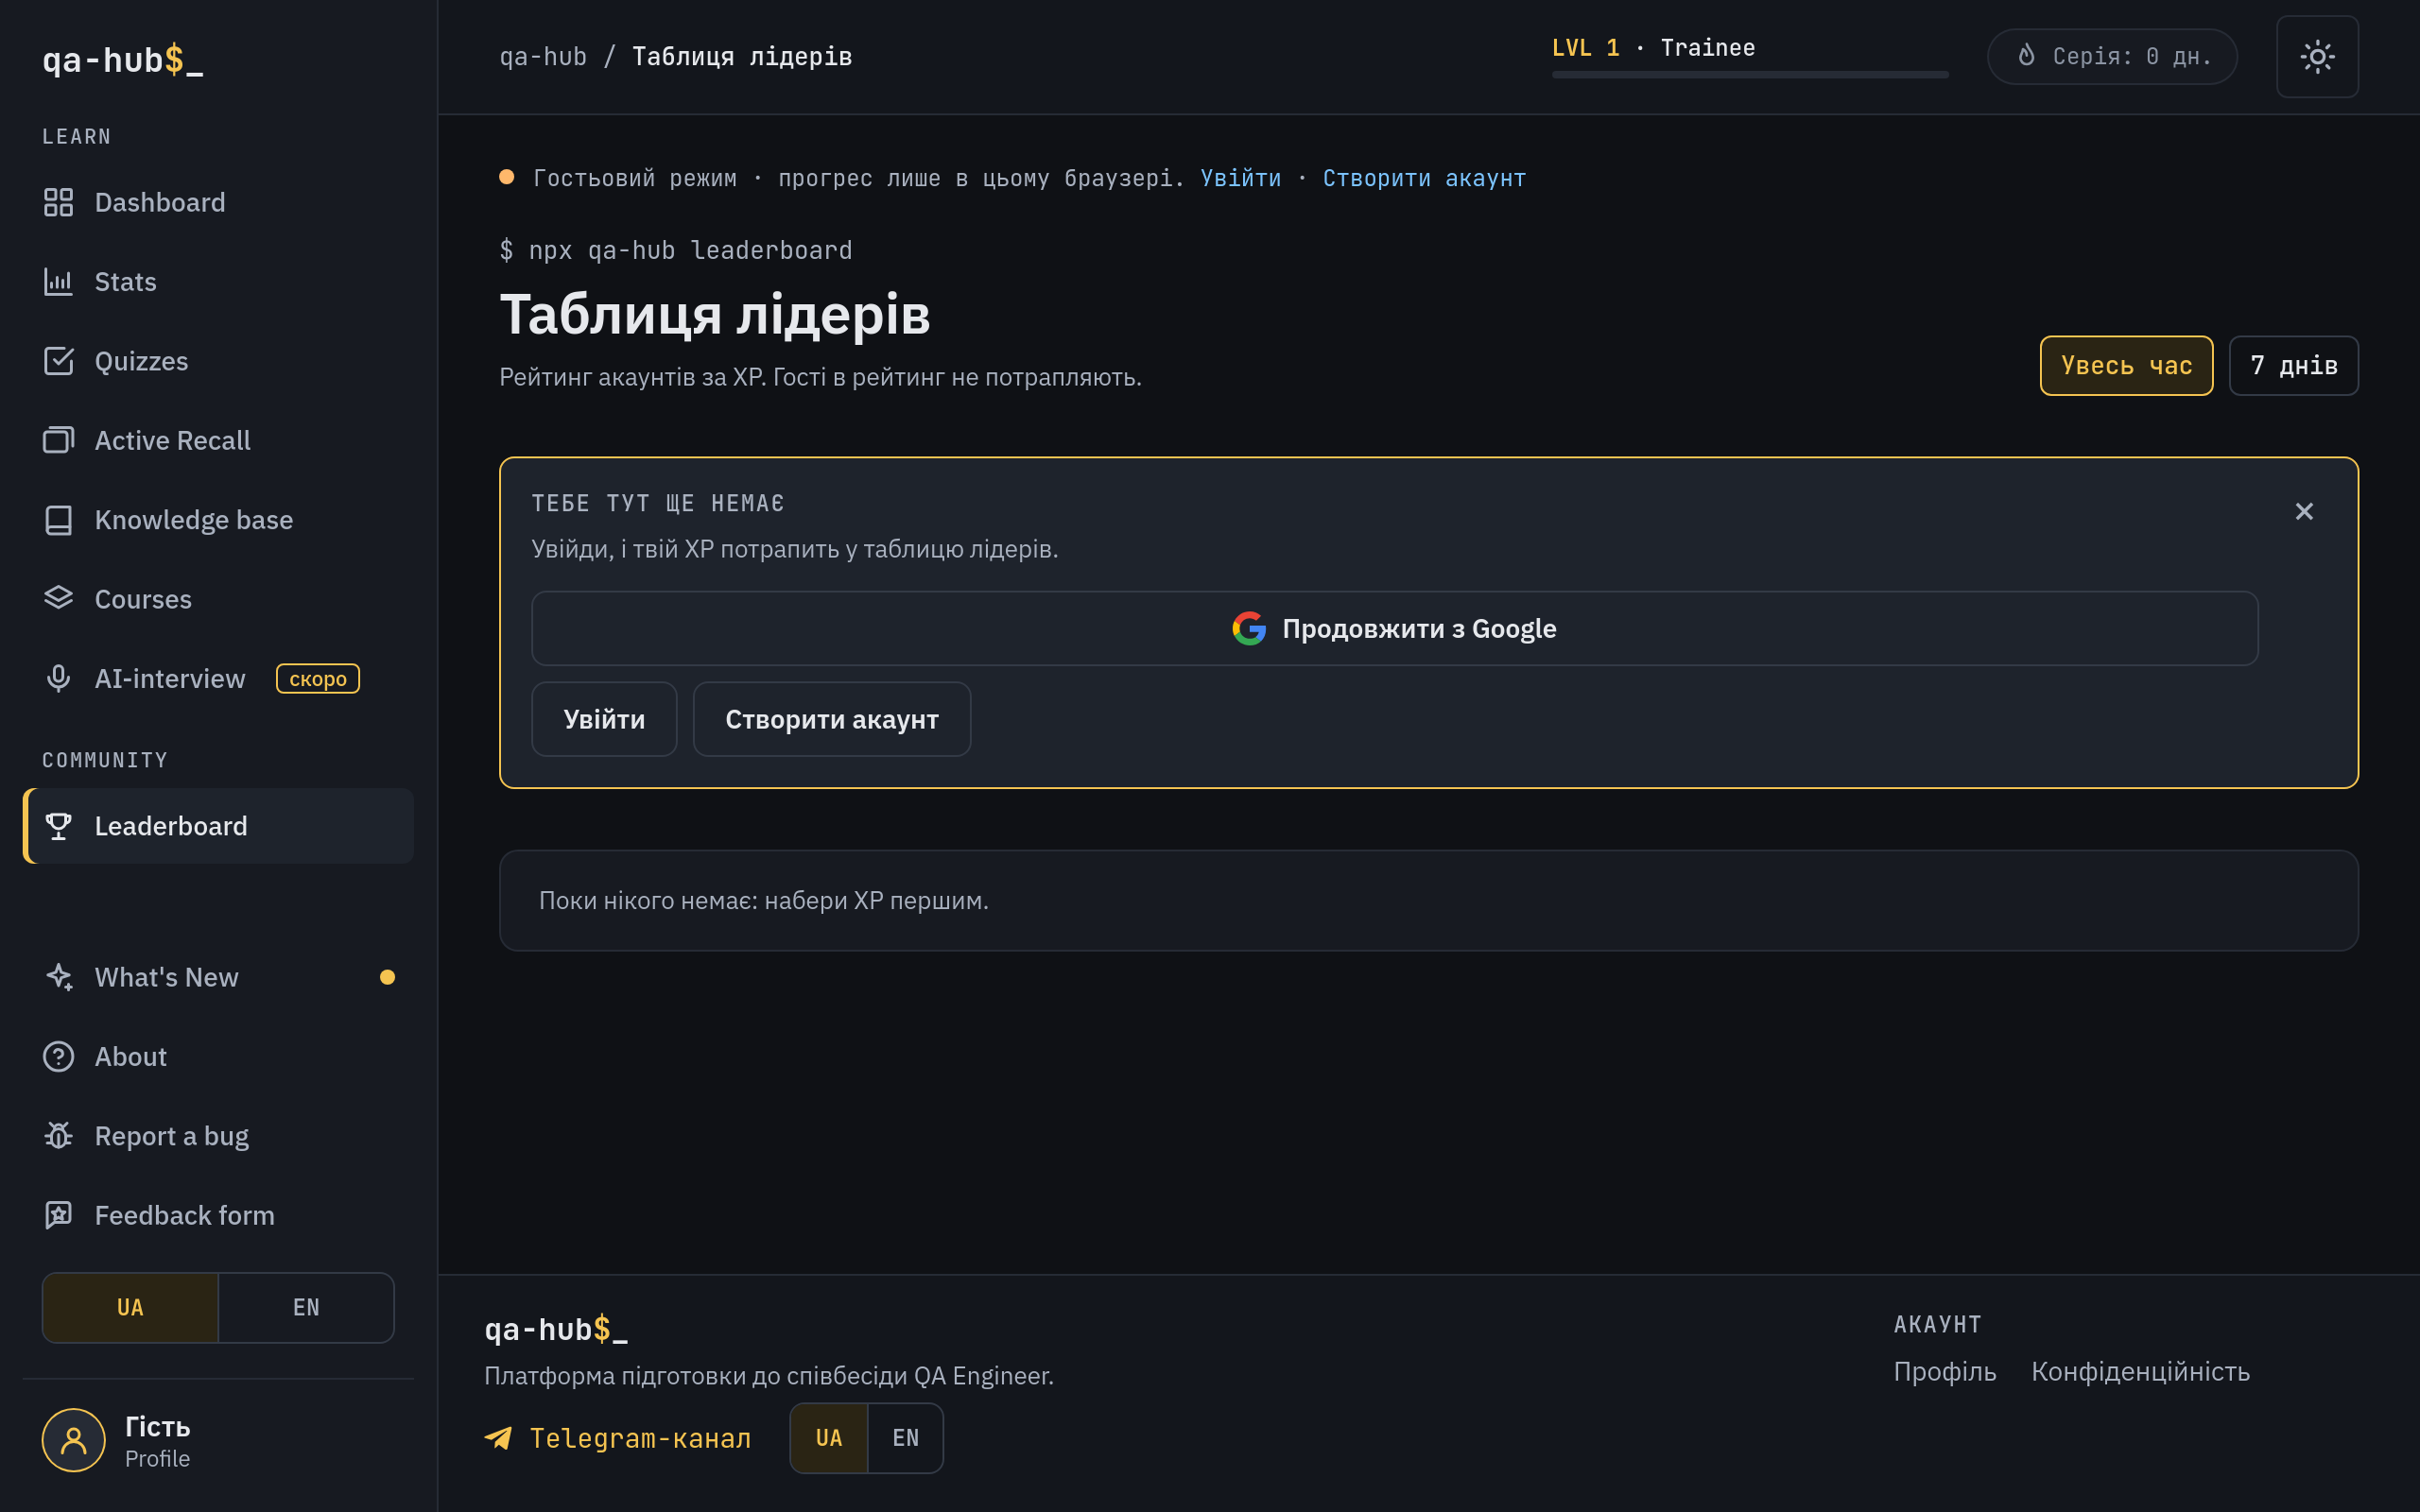 qa-hub$_
LEARN
Dashboard
Stats
Quizzes
Active Recall
Knowledge base
Courses
AI-interview скоро
COMMUNITY
Leaderboard
What's New
About
Report a bug
Feedback form
UA EN
Гість
Profile
qa-hub / Таблиця лідерів
LVL 1 · Trainee
Серія: 0 дн.
Гостьовий режим · прогрес лише в цьому браузері. Увійти · Створити акаунт
$ npx qa-hub leaderboard
Таблиця лідерів
Рейтинг акаунтів за XP. Гості в рейтинг не потрапляють.
Увесь час 7 днів
ТЕБЕ ТУТ ЩЕ НЕМАЄ
Увійди, і твій XP потрапить у таблицю лідерів.
Продовжити з Google
Увійти Створити акаунт
Поки нікого немає: набери XP першим.
qa-hub$_
Платформа підготовки до співбесіди QA Engineer.
Telegram-канал UA EN
АКАУНТ
Профіль Конфіденційність